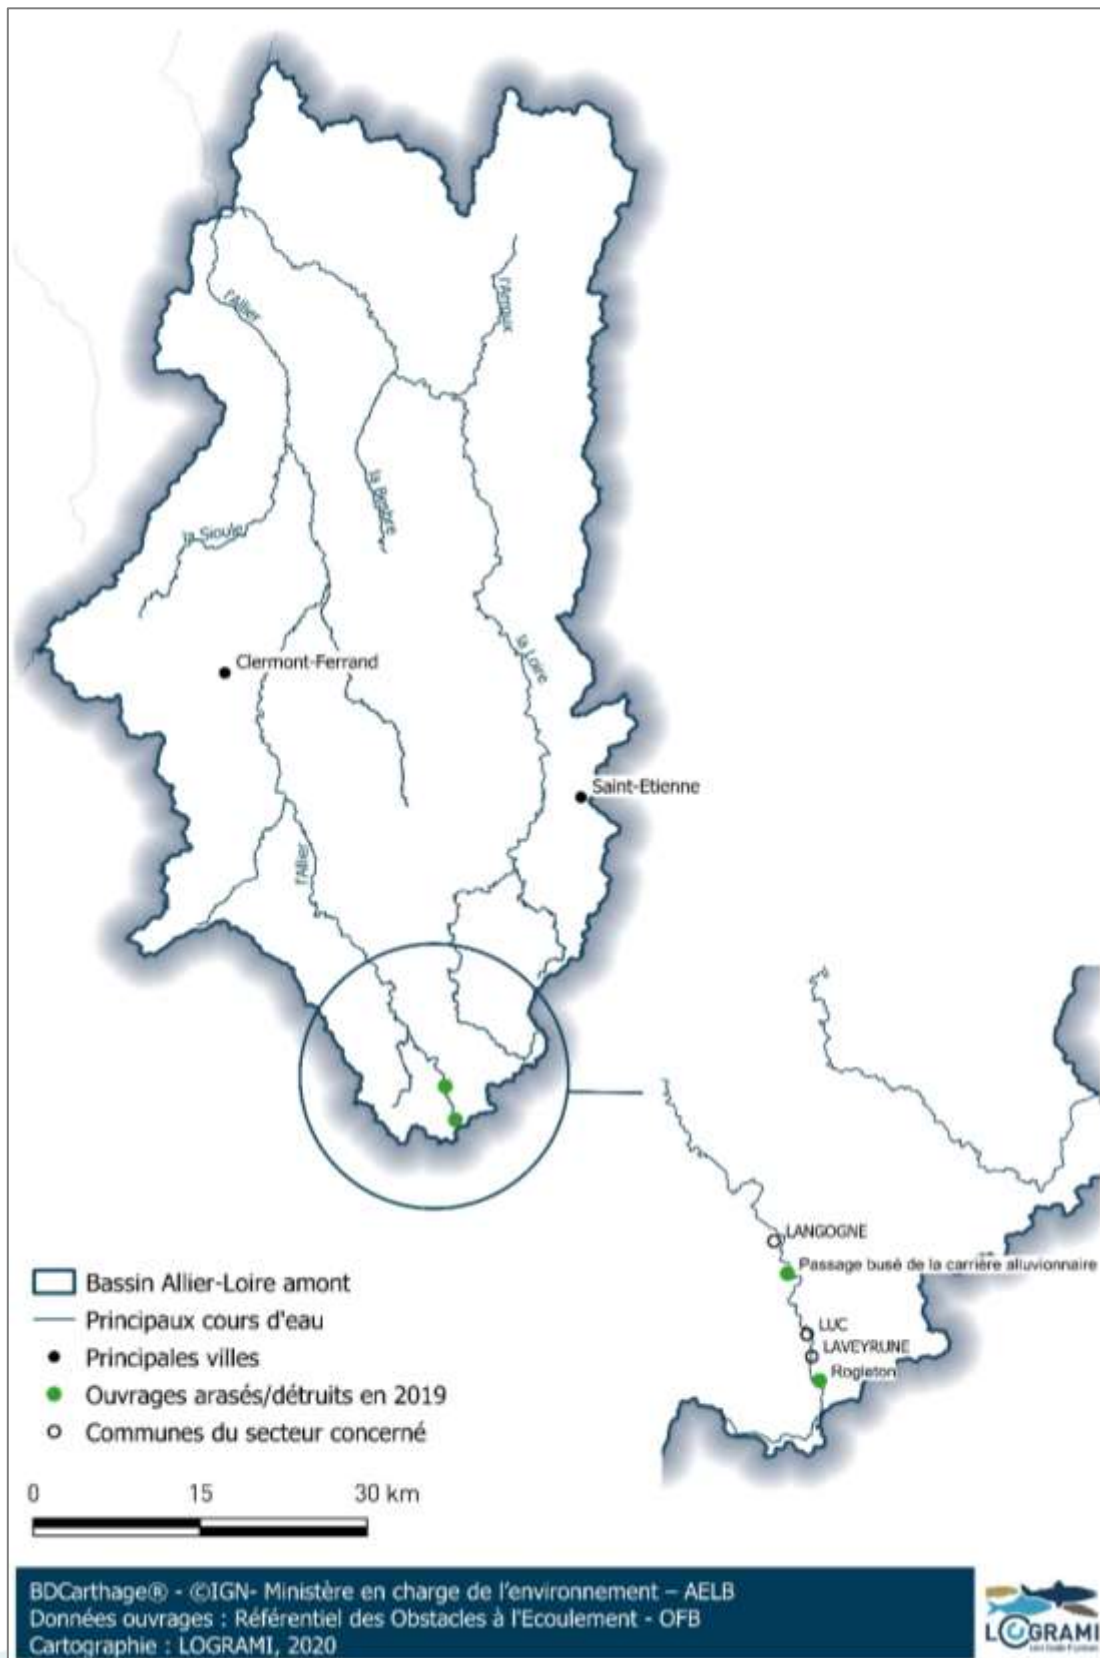 l'Allier
l'Arroux
la Besbre
la Sioule
la Loire
Clermont-Ferrand
Saint-Etienne
l'Allier
LANGOGNE
Passage busé de la carrière alluvionnaire
LUC
LAVEYRUNE
Rogleton
Bassin Allier-Loire amont
Principaux cours d'eau
Principales villes
Ouvrages arasés/détruits en 2019
Communes du secteur concerné
0 15 30 km
BDCarthage® - ©IGN- Ministère en charge de l'environnement – AELB
Données ouvrages : Référentiel des Obstacles à l'Ecoulement - OFB
Cartographie : LOGRAMI, 2020
LOGRAMI